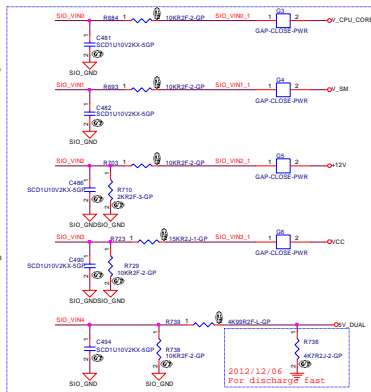 SIO_VIN0 R684 1 10KR2F-2-GP SIO_VIN0_1 1 G3 2 V_CPU_CORE
GAP-CLOSE-PWR
C481
SCD1U10V2KX-5GP
SIO_GND
SIO_VIN1 R693 1 10KR2F-2-GP SIO_VIN1_1 1 G4 2 V_SM
GAP-CLOSE-PWR
C482
SCD1U10V2KX-5GP
SIO_GND
SIO_VIN2 R703 1 10KR2F-2-GP SIO_VIN2_1 1 G5 2 +12V
GAP-CLOSE-PWR
C486
SCD1U10V2KX-5GP
R710
2KR2F-3-GP
SIO_GND SIO_GND
SIO_VIN3 R723 1 15KR2J-1-GP SIO_VIN3_1 1 G6 2 VCC
GAP-CLOSE-PWR
C490
SCD1U10V2KX-5GP
R729
10KR2F-2-GP
SIO_GND SIO_GND
SIO_VIN4 R739 1 4K99R2F-L-GP 5V_DUAL
C494
SCD1U10V2KX-5GP
R738
10KR2F-2-GP
R736
4K7R2J-2-GP
SIO_GND SIO_GND
2012/12/06
For discharge fast